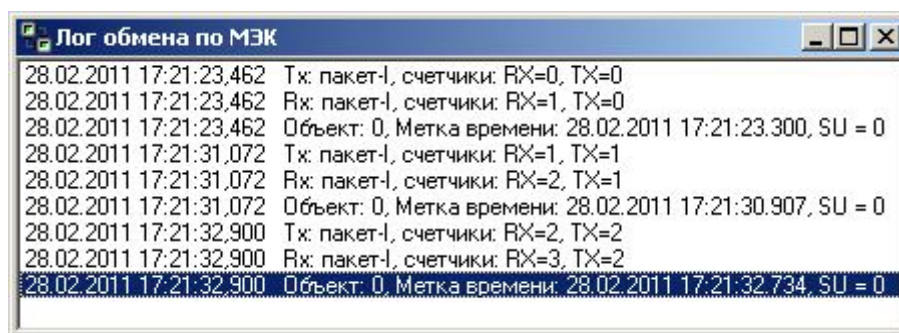 Лог обмена по МЭК
28.02.2011 17:21:23,462 Tx: пакет-I, счетчики: RX=0, TX=0
28.02.2011 17:21:23,462 Rx: пакет-I, счетчики: RX=1, TX=0
28.02.2011 17:21:23,462 Объект: 0, Метка времени: 28.02.2011 17:21:23.300, SU = 0
28.02.2011 17:21:31,072 Tx: пакет-I, счетчики: RX=1, TX=1
28.02.2011 17:21:31,072 Rx: пакет-I, счетчики: RX=2, TX=1
28.02.2011 17:21:31,072 Объект: 0, Метка времени: 28.02.2011 17:21:30.907, SU = 0
28.02.2011 17:21:32,900 Tx: пакет-I, счетчики: RX=2, TX=2
28.02.2011 17:21:32,900 Rx: пакет-I, счетчики: RX=3, TX=2
28.02.2011 17:21:32,900 Объект: 0, Метка времени: 28.02.2011 17:21:32.734, SU = 0